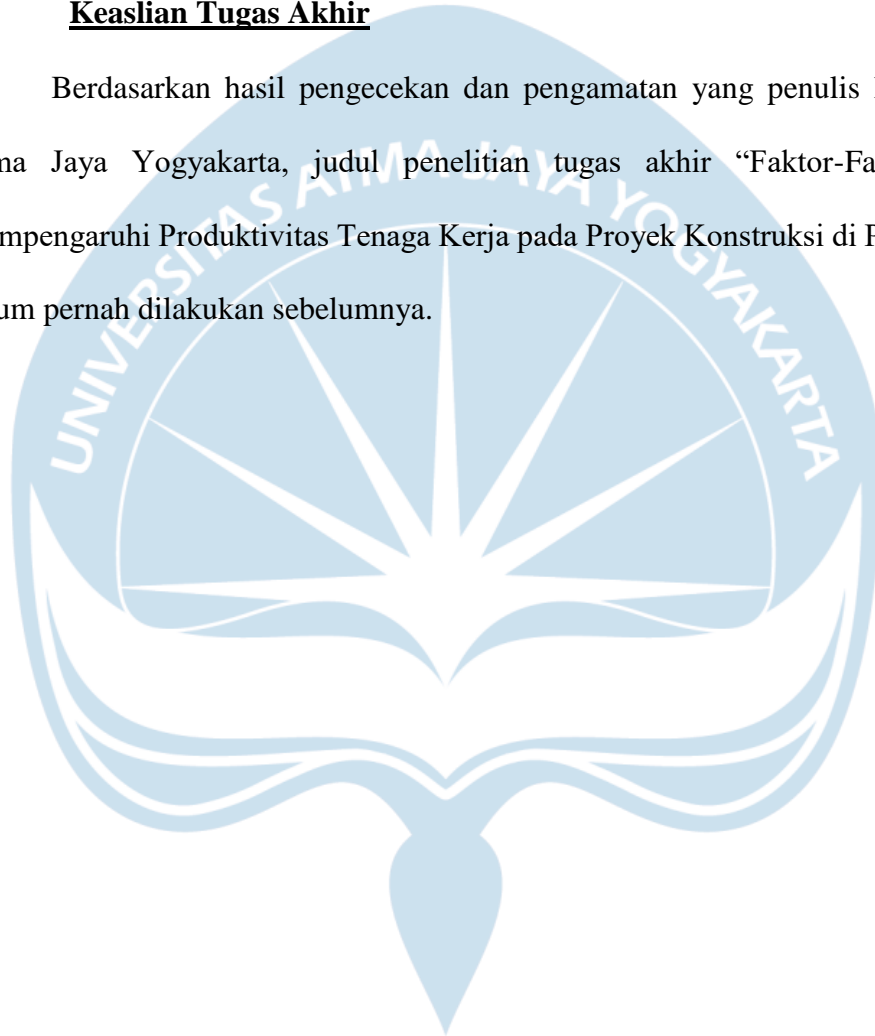 Keaslian Tugas Akhir
Berdasarkan hasil pengecekan dan pengamatan yang penulis
ma Jaya Yogyakarta, judul penelitian tugas akhir “Faktor-Fa
mpengaruhi Produktivitas Tenaga Kerja pada Proyek Konstruksi di
um pernah dilakukan sebelumnya.
UNIVERSITAS ATMA JAYA YOGYAKARTA